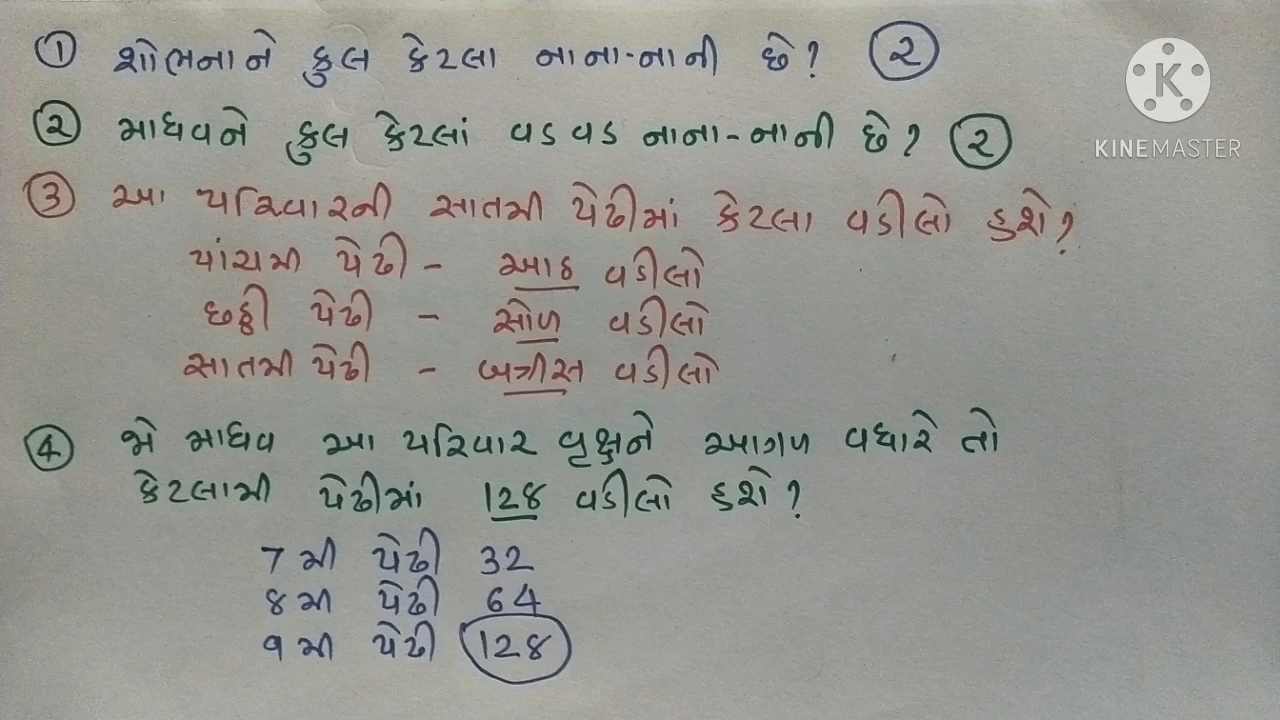 ① શોભનાને કુલ કેટલા નાના-નાની છે? ૨
② માધવને કુલ કેટલાં વડવડ નાના-નાની છે? ૨
③ આ પરિવારની સાતમી પેઢીમાં કેટલા વડીલો હશે?
પાંચમી પેઢી - આઠ વડીલો
છઠ્ઠી પેઢી - સોળ વડીલો
સાતમી પેઢી - બત્રીસ વડીલો
④ જો માધવ આ પરિવાર વૃક્ષને આગળ વધારે તો
કેટલામી પેઢીમાં 128 વડીલો હશે?
7 મી પેઢી 32
8 મી પેઢી 64
9 મી પેઢી 128
KINEMASTER